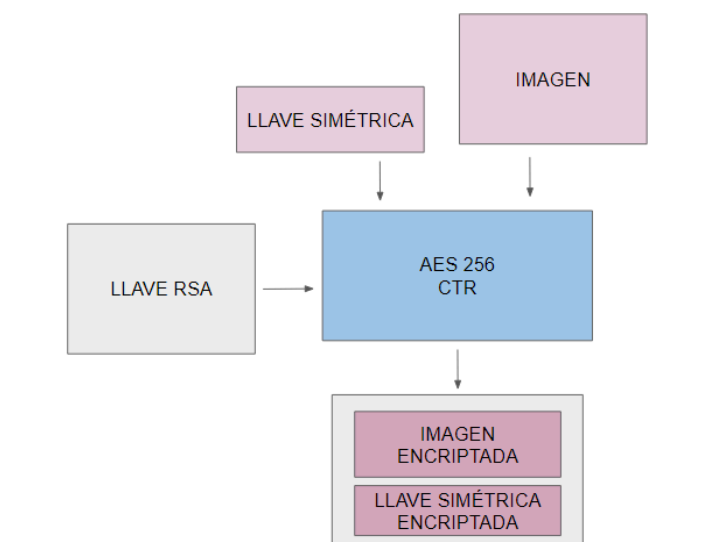 IMAGEN
LLAVE SIMÉTRICA
LLAVE RSA
AES 256
CTR
IMAGEN
ENCRIPTADA
LLAVE SIMÉTRICA
ENCRIPTADA